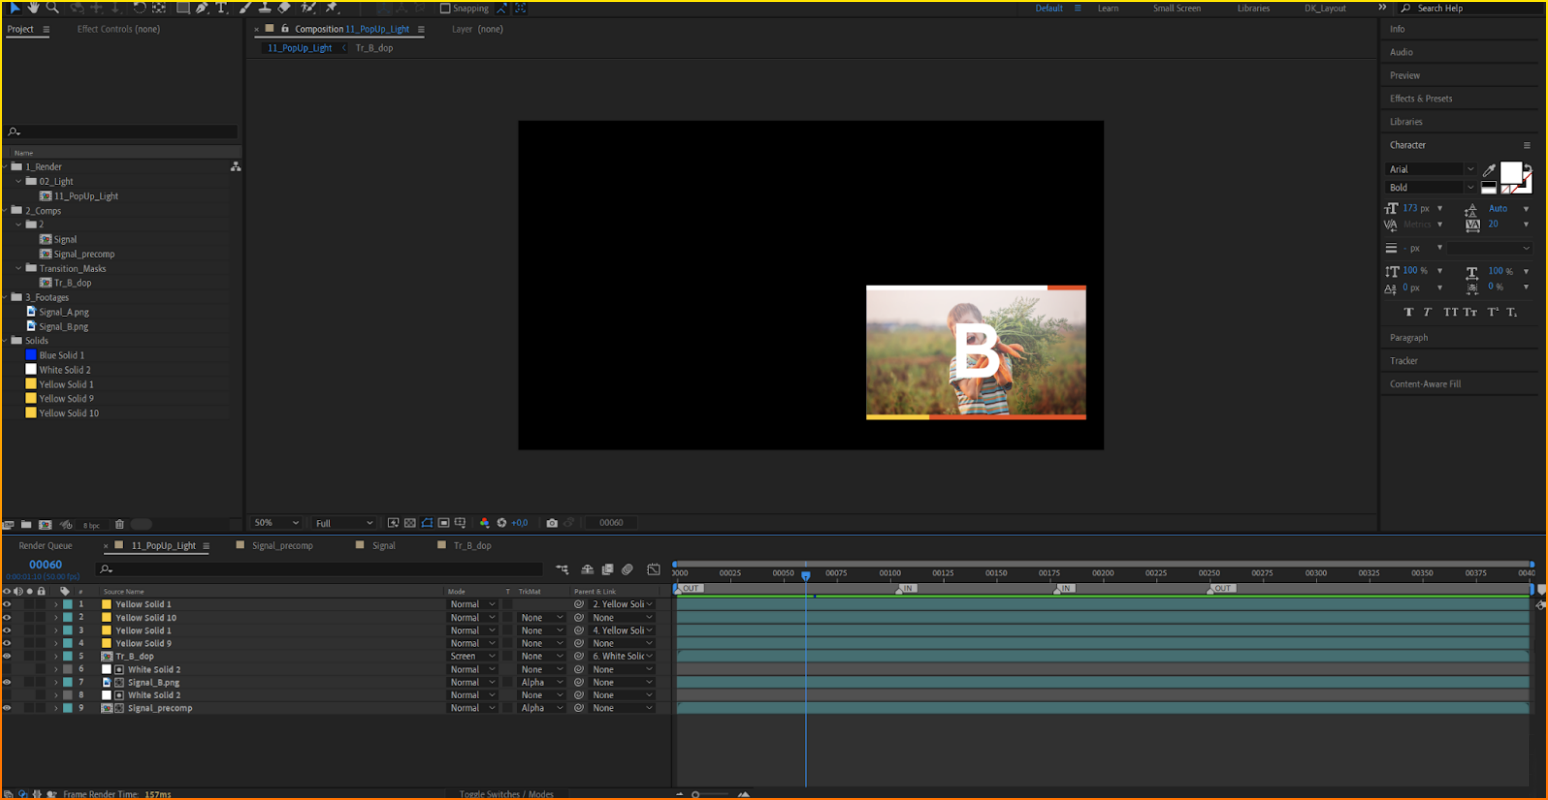 Snapping
Default
Learn
Small Screen
Libraries
DK_Layout
Search Help
Project
Effect Controls (none)
Composition 11_PopUp_Light
Layer (none)
11_PopUp_Light
Tr_B_dop
Name
1_Render
02_Light
11_PopUp_Light
2_Comps
2
Signal
Signal_precomp
Transition_Masks
Tr_B_dop
3_Footages
Signal_A.png
Signal_B.png
Solids
Blue Solid 1
White Solid 2
Yellow Solid 1
Yellow Solid 9
Yellow Solid 10
8 bpc
B
50%
Full
+0,0
00060
Info
Audio
Preview
Effects & Presets
Libraries
Character
Arial
Bold
173 px
Auto
Metrics
20
- px
100 %
100 %
0 px
0 %
Paragraph
Tracker
Content-Aware Fill
Render Queue
11_PopUp_Light
Signal_precomp
Signal
Tr_B_dop
00060
# Source Name Mode T TrkMat Parent & Link
1 Yellow Solid 1 Normal 2. Yellow Soli
2 Yellow Solid 10 Normal None None
3 Yellow Solid 1 Normal None 4. Yellow Soli
4 Yellow Solid 9 Normal None None
5 Tr_B_dop Screen None 6. White Solic
6 White Solid 2 Normal None None
7 Signal_B.png Normal Alpha None
8 White Solid 2 Normal None None
9 Signal_precomp Normal Alpha None
0000 00025 00050 00075 00100 00125 00150 00175 00200 00225 00250 00275 00300 00325 00350 00375 0040
OUT IN IN OUT
Frame Render Time: 157ms
Toggle Switches / Modes